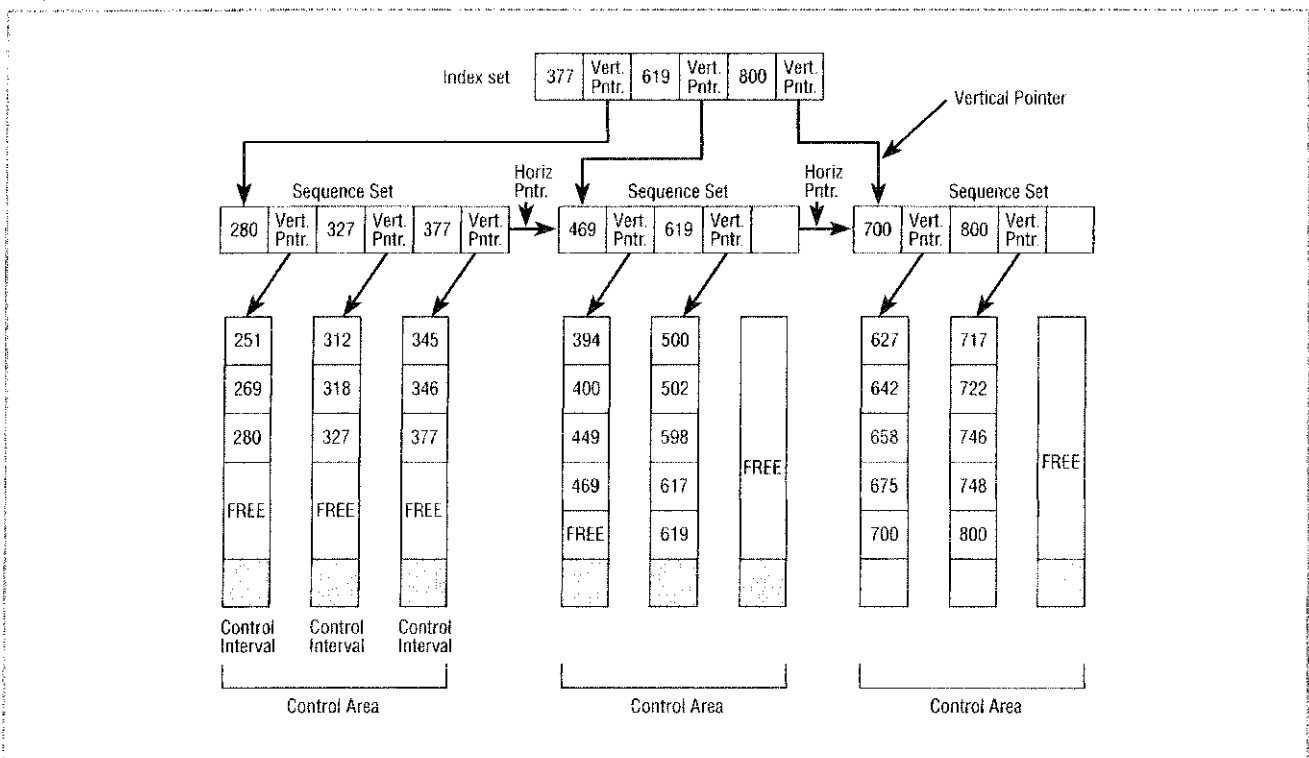 Index set
377 Vert. Pntr. 619 Vert. Pntr. 800 Vert. Pntr.
Vertical Pointer
Horiz Pntr.
Horiz Pntr.
Sequence Set
Sequence Set
Sequence Set
280 Vert. Pntr. 327 Vert. Pntr. 377 Vert. Pntr.
469 Vert. Pntr. 619 Vert. Pntr.
700 Vert. Pntr. 800 Vert. Pntr.
251 312 345 394 500 627 717
269 318 346 400 502 642 722
280 327 377 449 598 658 746
FREE FREE FREE
469 617 FREE 675 748 FREE
FREE 619 700 800
Control Interval
Control Interval
Control Interval
Control Area
Control Area
Control Area